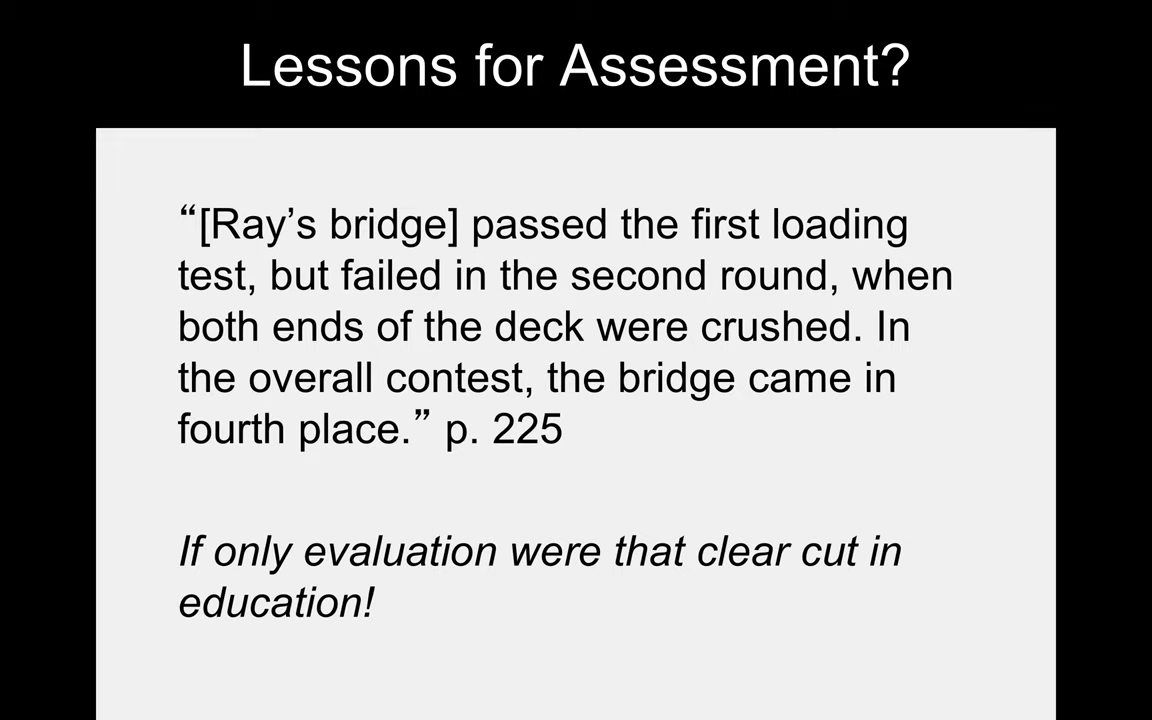 Lessons for Assessment?
“[Ray’s bridge] passed the first loading
test, but failed in the second round, when
both ends of the deck were crushed. In
the overall contest, the bridge came in
fourth place.” p. 225
If only evaluation were that clear cut in
education!